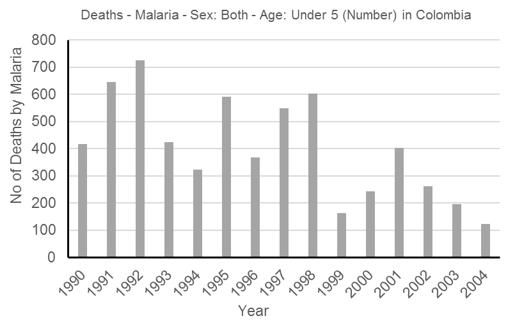 Deaths - Malaria - Sex: Both - Age: Under 5 (Number) in Colombia
No of Deaths by Malaria
800
700
600
500
400
300
200
100
0
1990 1991 1992 1993 1994 1995 1996 1997 1998 1999 2000 2001 2002 2003 2004
Year